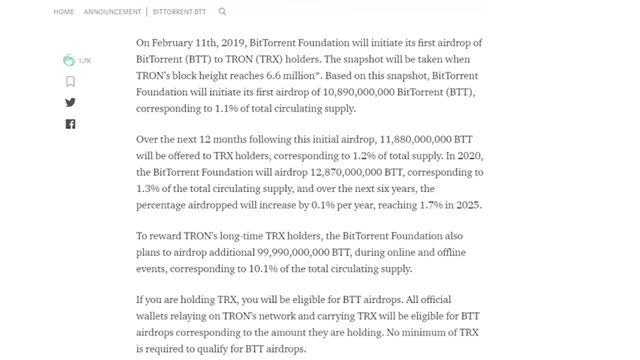 HOME ANNOUNCEMENT | BITTORRENT BTT
1.7K
On February 11th, 2019, BitTorrent Foundation will initiate its first airdrop of
BitTorrent (BTT) to TRON (TRX) holders. The snapshot will be taken when
TRON's block height reaches 6.6 million". Based on this snapshot, BitTorrent
Foundation will initiate its first airdrop of 10,890,000,000 BitTorrent (BTT),
corresponding to 1.1% of total circulating supply.
Over the next 12 months following this initial airdrop, 11,880,000,000 BTT
will be offered to TRX holders, corresponding to 1.2% of total supply. In 2020,
the BitTorrent Foundation will airdrop 12,870,000,000 BTT, corresponding to
1.3% of the total circulating supply, and over the next six years, the
percentage airdropped will increase by 0.1% per year, reaching 1.7% in 2025.
To reward TRON's long-time TRX holders, the BitTorrent Foundation also
plans to airdrop additional 99,990,000,000 BTT, during online and offline
events, corresponding to 10.1% of the total circulating supply.
If you are holding TRX, you will be eligible for BTT airdrops. All official
wallets relaying on TRON's network and carrying TRX will be eligible for BTT
airdrops corresponding to the amount they are holding. No minimum of TRX
is required to qualify for BTT airdrops.